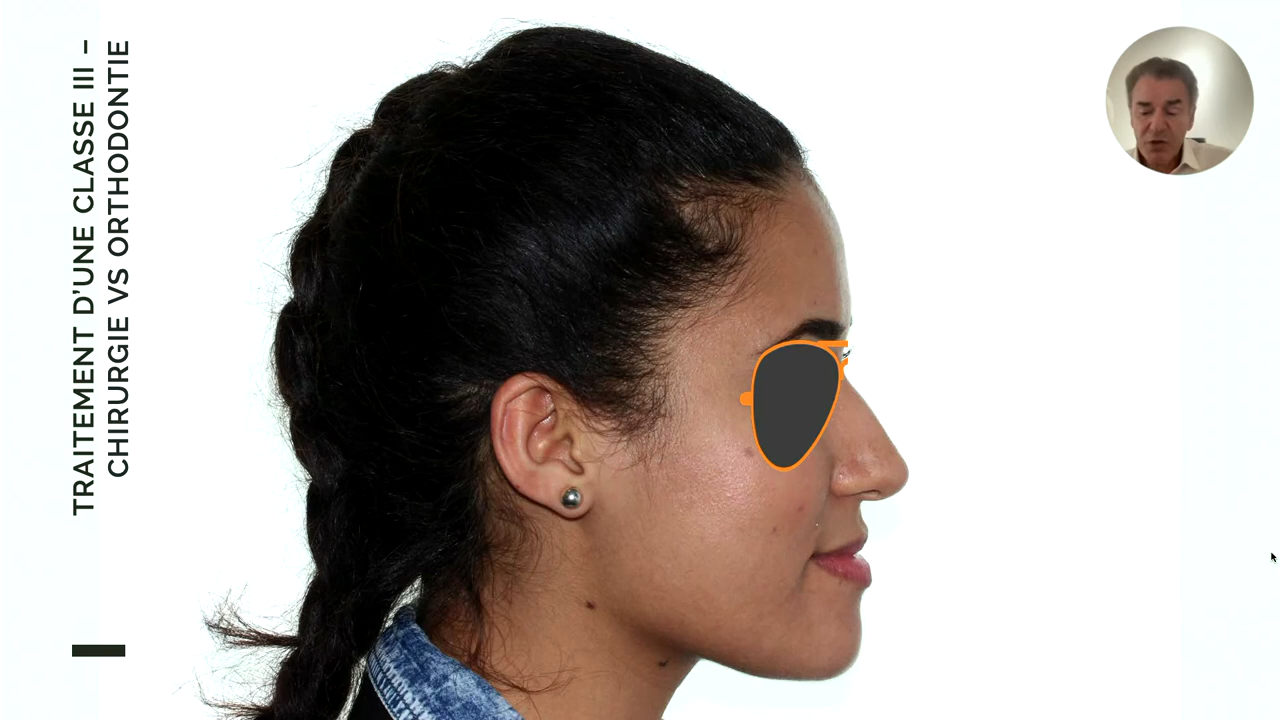 TRAITEMENT D'UNE CLASSE III –
CHIRURGIE VS ORTHODONTIE